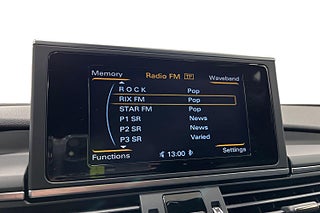 Memory Radio FM TP Waveband
R O C K Pop
RIX FM Pop
STAR FM Pop
P1 SR News
P2 SR News
P3 SR Varied
Functions 13:00 Settings